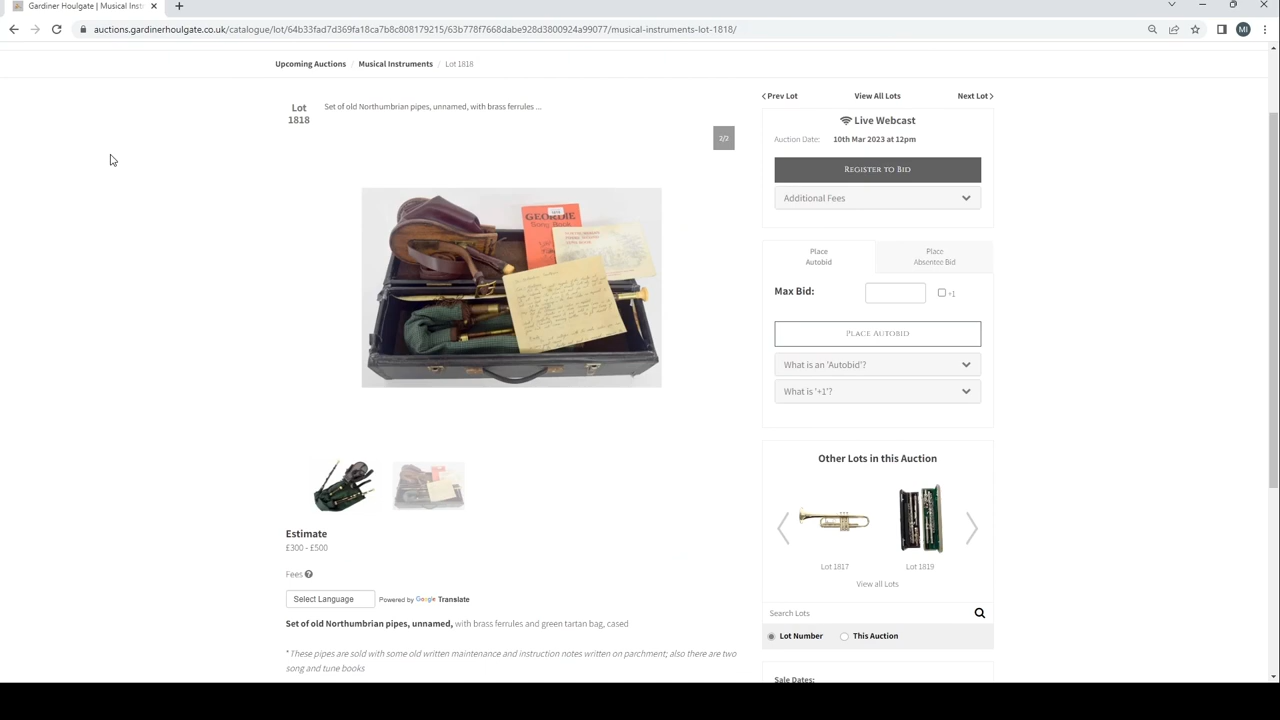 Gardiner Houlgate | Musical Inst
auctions.gardinerhoulgate.co.uk/catalogue/lot/64b33fad7d369fa18ca7b8c808179215/63b778f7668dabe928d3800924a99077/musical-instruments-lot-1818/
MI
Upcoming Auctions / Musical Instruments / Lot 1818
Lot
1818
Set of old Northumbrian pipes, unnamed, with brass ferrules ...
2/2
GEORDIE
Song Book
Estimate
£300 - £500
Fees
Select Language
Powered by Google Translate
Set of old Northumbrian pipes, unnamed, with brass ferrules and green tartan bag, cased
*These pipes are sold with some old written maintenance and instruction notes written on parchment; also there are two
song and tune books
Prev Lot
View All Lots
Next Lot
Live Webcast
Auction Date: 10th Mar 2023 at 12pm
Register to Bid
Additional Fees
Place
Autobid
Place
Absentee Bid
Max Bid:
+1
Place Autobid
What is an 'Autobid'?
What is '+1'?
Other Lots in this Auction
Lot 1817
Lot 1819
View all Lots
Search Lots
Lot Number
This Auction
Sale Dates: